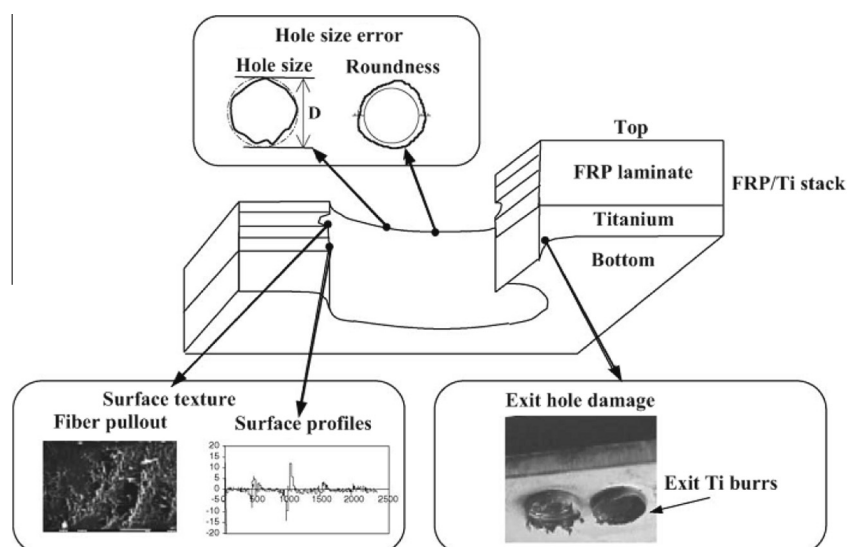 Hole size error
Hole size
Roundness
D
Top
FRP laminate
FRP/Ti stack
Titanium
Bottom
Surface texture
Fiber pullout
Surface profiles
20
15
10
5
0
-5
-10
-15
-20
-500
500
1000
1500
2000
2500
Exit hole damage
Exit Ti burrs